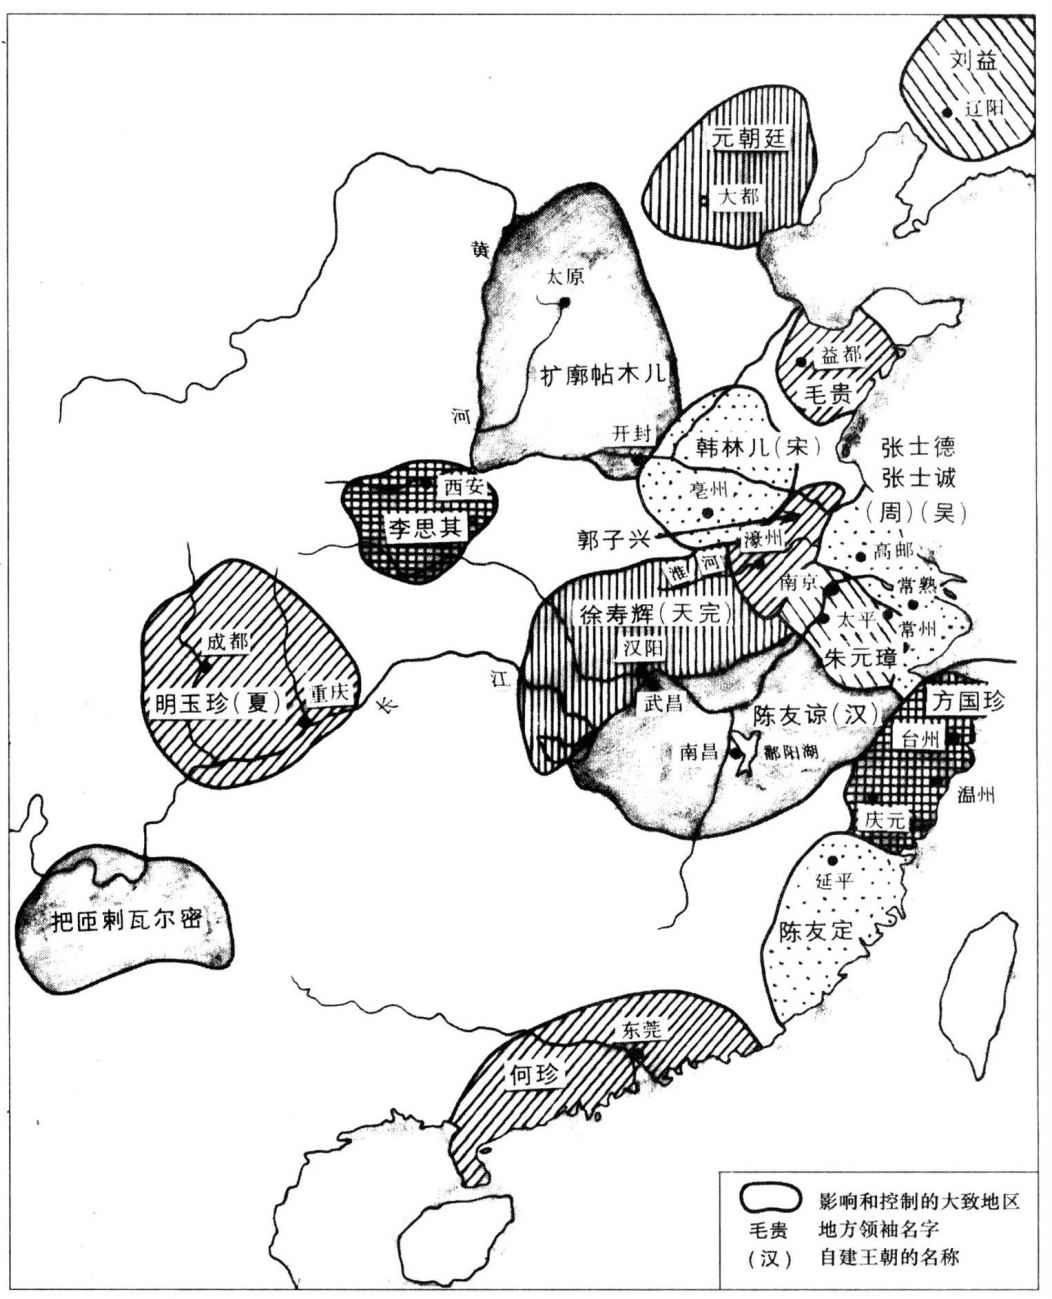 刘益
辽阳
元朝廷
大都
黄
太原
扩廓帖木儿
益都
毛贵
河
开封
韩林儿(宋)
张士德
张士诚
(周)(吴)
西安
亳州
李思其
郭子兴
濠州
高邮
淮河
南京
常熟
徐寿辉(天完)
太平
常州
成都
汉阳
朱元璋
江
明玉珍(夏)
重庆
长
武昌
陈友谅(汉)
方国珍
南昌
鄱阳湖
台州
温州
庆元
延平
把匝剌瓦尔密
陈友定
东莞
何珍
影响和控制的大致地区
毛贵 地方领袖名字
(汉) 自建王朝的名称